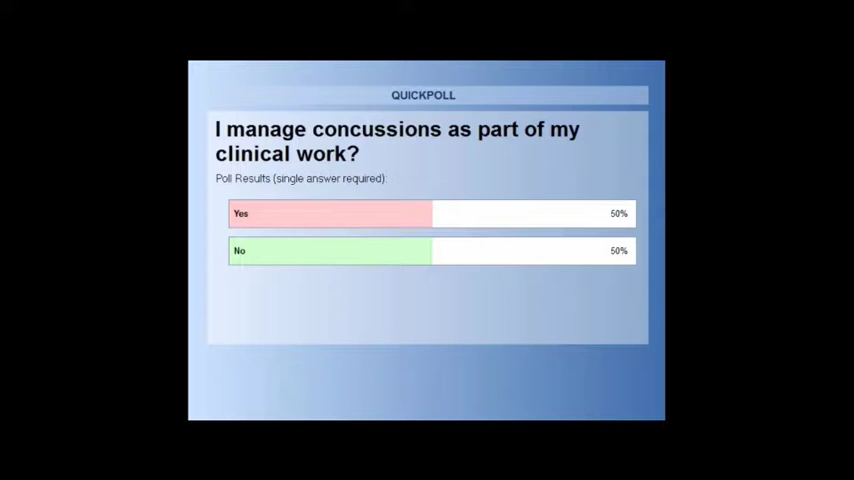 QUICKPOLL
I manage concussions as part of my
clinical work?
Poll Results (single answer required):
Yes 50%
No 50%